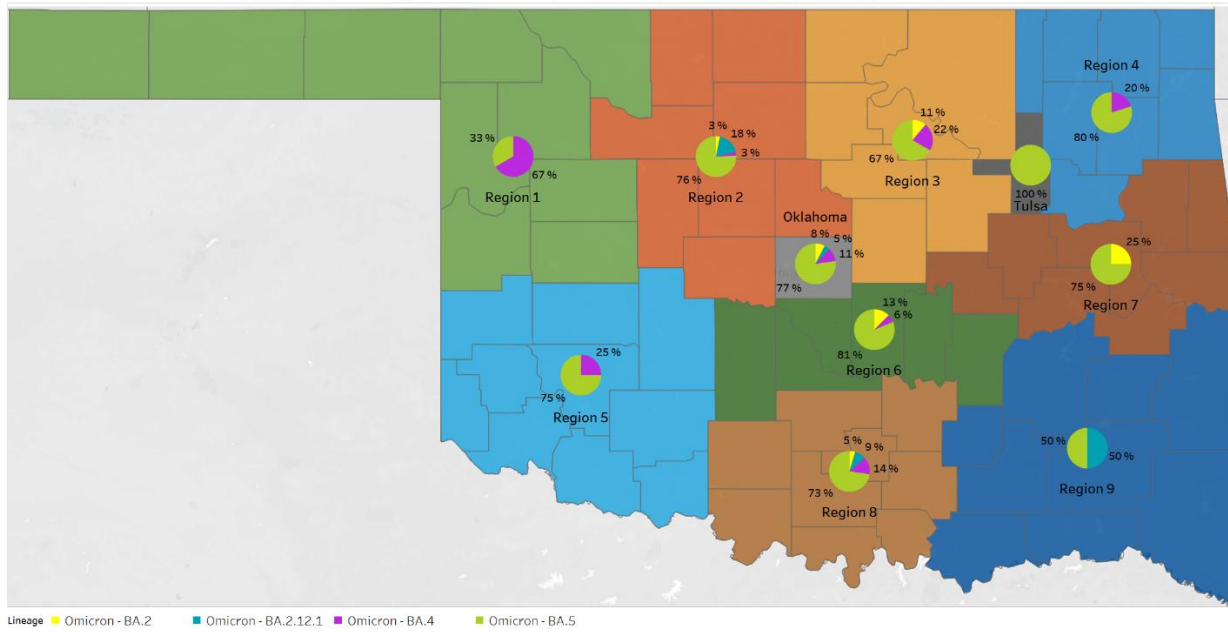 Region 4
20 %
80 %
11 %
22 %
67 %
Region 3
3 %
18 %
3 %
76 %
Region 2
33 %
67 %
Region 1
100 %
Tulsa
Oklahoma
8 %
5 %
11 %
77 %
25 %
75 %
Region 7
13 %
6 %
81 %
Region 6
25 %
75 %
Region 5
5 %
9 %
14 %
73 %
Region 8
50 %
50 %
Region 9
Lineage Omicron - BA.2 Omicron - BA.2.12.1 Omicron - BA.4 Omicron - BA.5